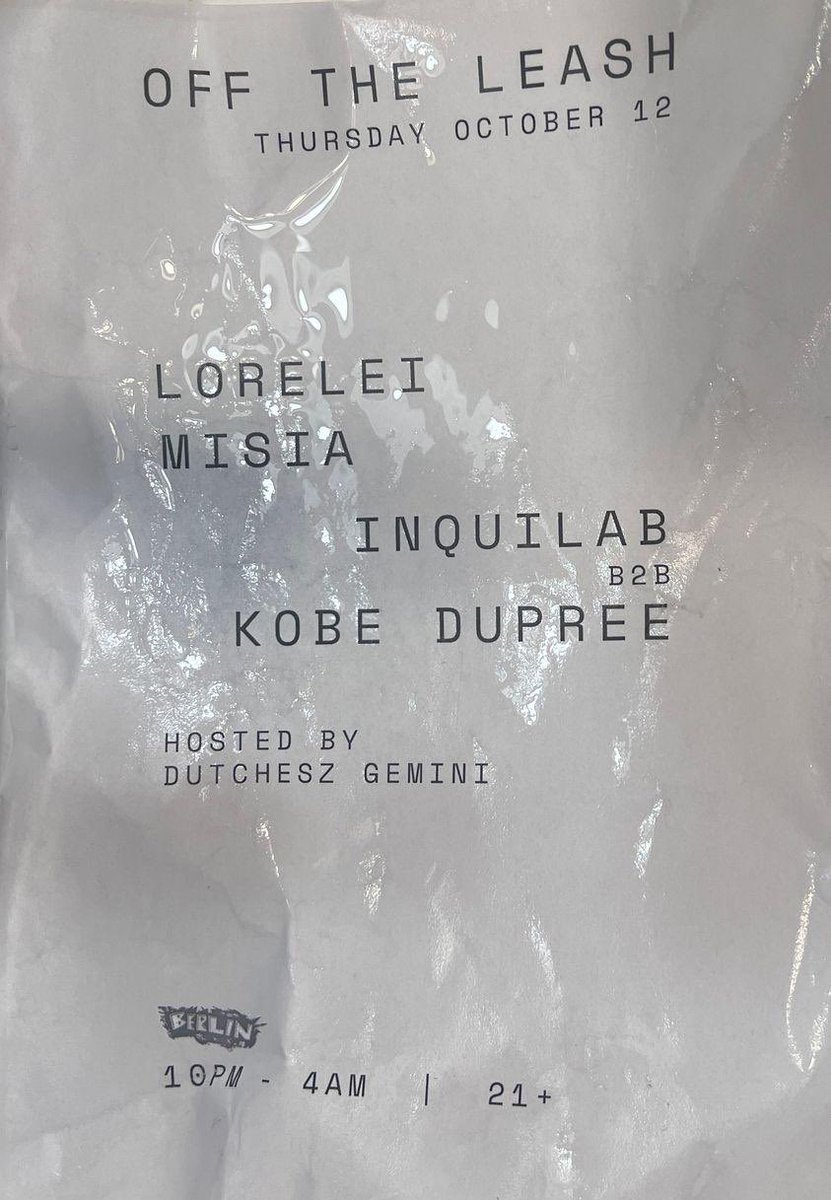 OFF THE LEASH
THURSDAY OCTOBER 12
LORELEI
MISIA
INQUILAB
B2B
KOBE DUPREE
HOSTED BY
DUTCHESZ GEMINI
BERLIN
10PM - 4AM | 21+